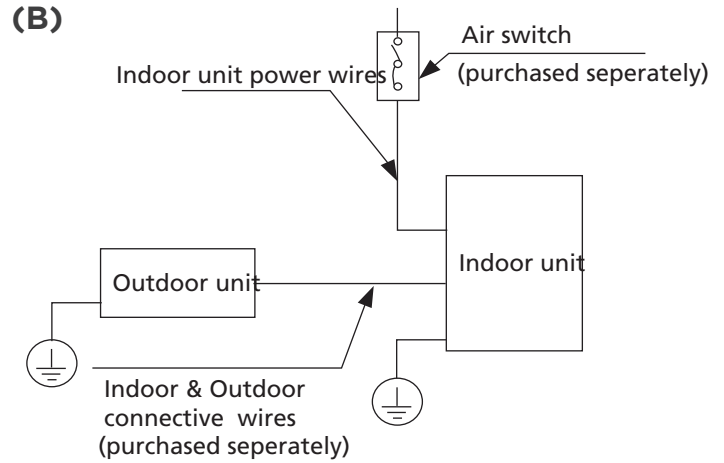 (B)
Air switch
(purchased seperately)
Indoor unit power wires
Indoor unit
Outdoor unit
Indoor & Outdoor
connective wires
(purchased seperately)